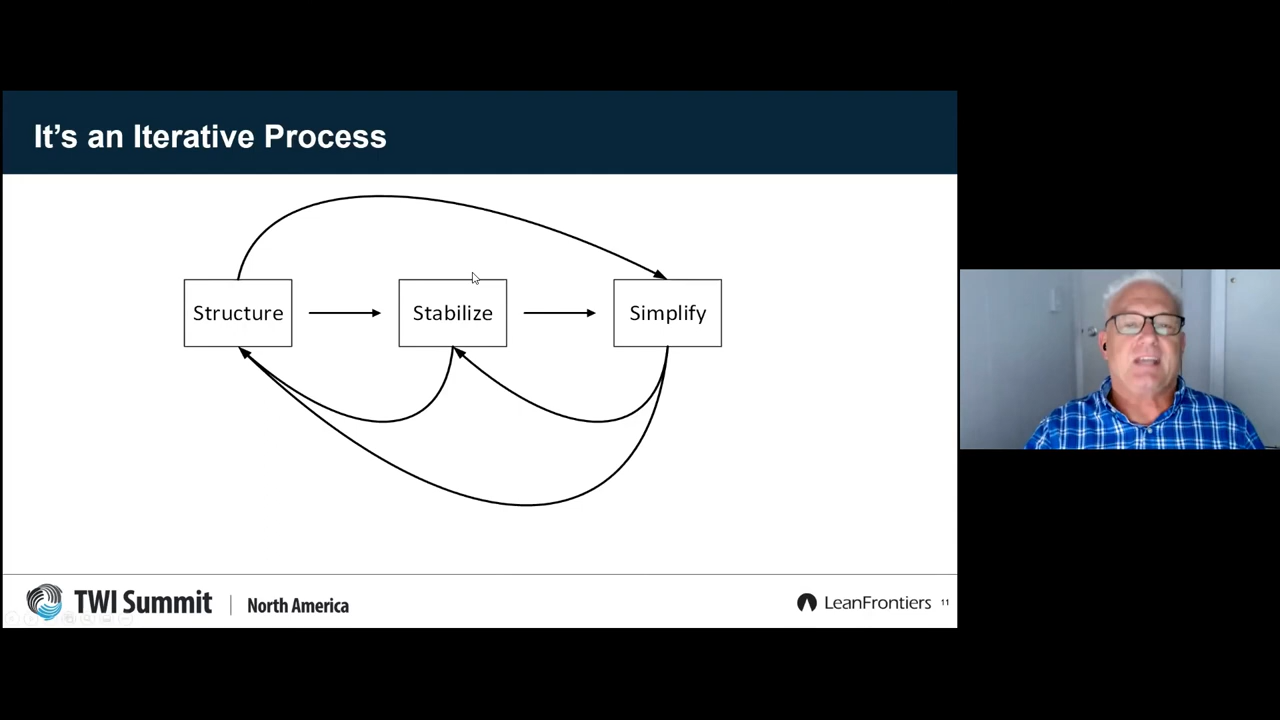 It's an Iterative Process
Structure
Stabilize
Simplify
TWI Summit
North America
LeanFrontiers
11